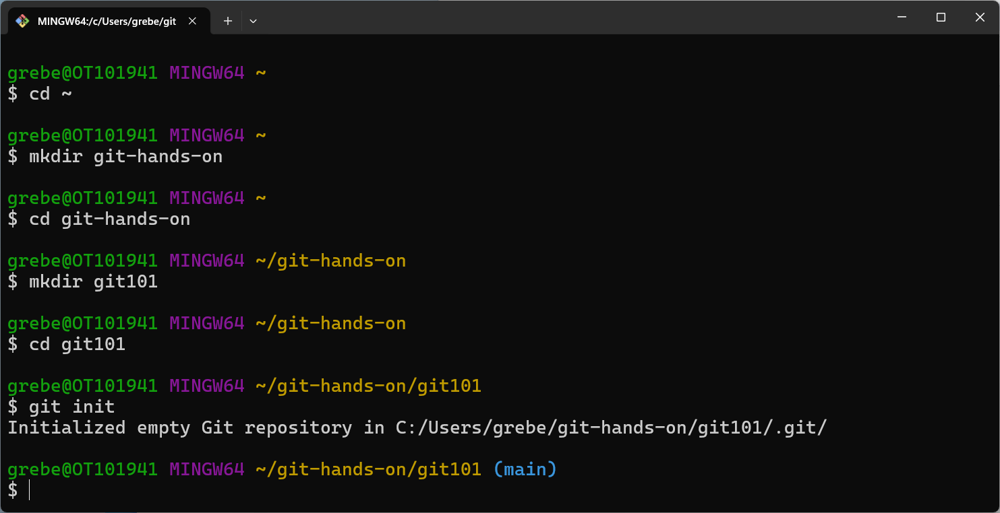 MINGW64:/c/Users/grebe/git
grebe@OT101941 MINGW64 ~
$ cd ~
grebe@OT101941 MINGW64 ~
$ mkdir git-hands-on
grebe@OT101941 MINGW64 ~
$ cd git-hands-on
grebe@OT101941 MINGW64 ~/git-hands-on
$ mkdir git101
grebe@OT101941 MINGW64 ~/git-hands-on
$ cd git101
grebe@OT101941 MINGW64 ~/git-hands-on/git101
$ git init
Initialized empty Git repository in C:/Users/grebe/git-hands-on/git101/.git/
grebe@OT101941 MINGW64 ~/git-hands-on/git101 (main)
$